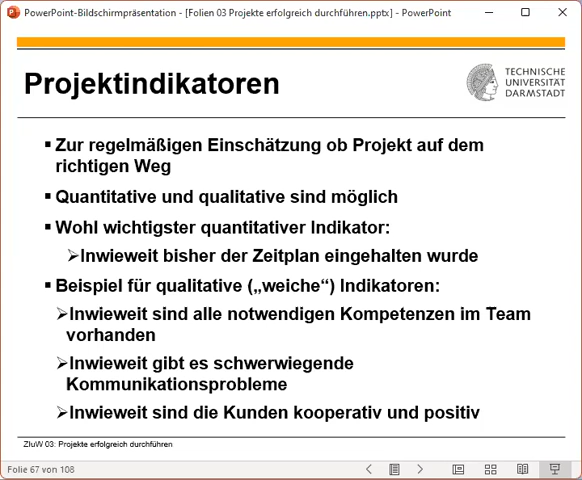 PowerPoint-Bildschirmpräsentation - [Folien 03 Projekte erfolgreich durchführen.pptx] - PowerPoint
Projektindikatoren
TECHNISCHE
UNIVERSITÄT
DARMSTADT
▪ Zur regelmäßigen Einschätzung ob Projekt auf dem
richtigen Weg
▪ Quantitative und qualitative sind möglich
▪ Wohl wichtigster quantitativer Indikator:
➢Inwieweit bisher der Zeitplan eingehalten wurde
▪ Beispiel für qualitative („weiche“) Indikatoren:
➢Inwieweit sind alle notwendigen Kompetenzen im Team
vorhanden
➢Inwieweit gibt es schwerwiegende
Kommunikationsprobleme
➢Inwieweit sind die Kunden kooperativ und positiv
ZIuW 03: Projekte erfolgreich durchführen
Folie 67 von 108